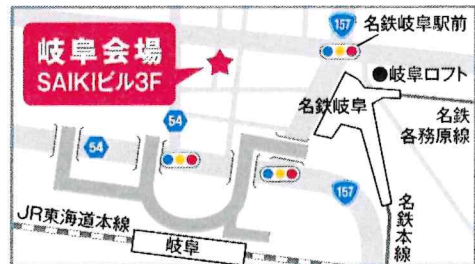 岐阜会場
SAIKIビル3F
157
名鉄岐阜駅前
岐阜ロフト
名鉄岐阜
名鉄
各務原線
54
54
157
名鉄本線
JR東海道本線
岐阜